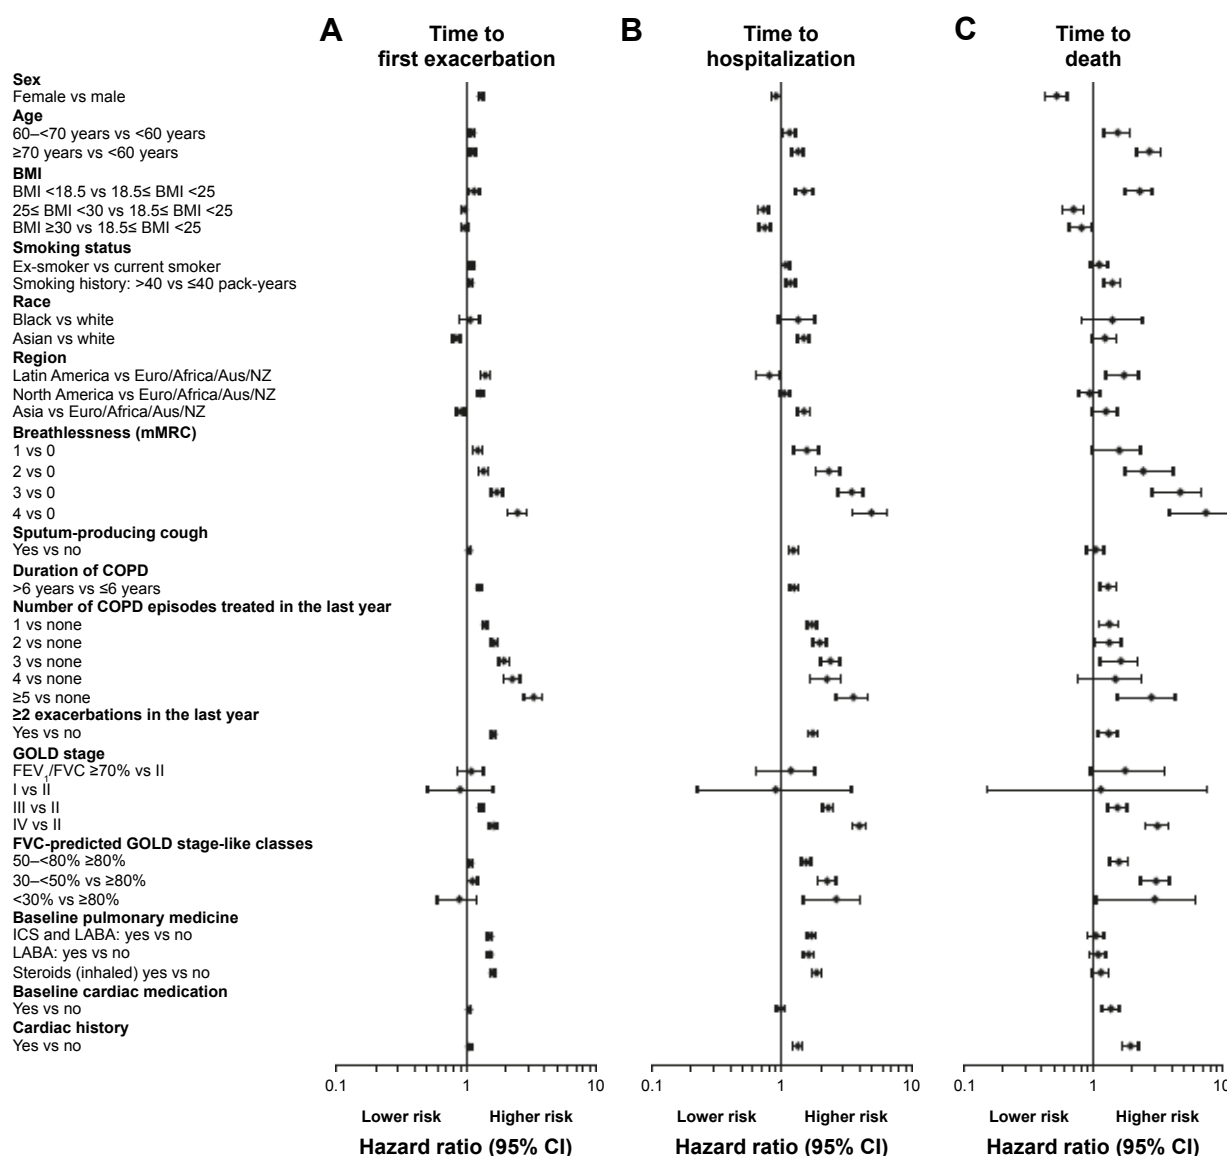 A
Time to
first exacerbation
B
Time to
hospitalization
C
Time to
death
Sex
Female vs male
Age
60–<70 years vs <60 years
≥70 years vs <60 years
BMI
BMI <18.5 vs 18.5≤ BMI <25
25≤ BMI <30 vs 18.5≤ BMI <25
BMI ≥30 vs 18.5≤ BMI <25
Smoking status
Ex-smoker vs current smoker
Smoking history: >40 vs ≤40 pack-years
Race
Black vs white
Asian vs white
Region
Latin America vs Euro/Africa/Aus/NZ
North America vs Euro/Africa/Aus/NZ
Asia vs Euro/Africa/Aus/NZ
Breathlessness (mMRC)
1 vs 0
2 vs 0
3 vs 0
4 vs 0
Sputum-producing cough
Yes vs no
Duration of COPD
>6 years vs ≤6 years
Number of COPD episodes treated in the last year
1 vs none
2 vs none
3 vs none
4 vs none
≥5 vs none
≥2 exacerbations in the last year
Yes vs no
GOLD stage
FEV₁/FVC ≥70% vs II
I vs II
III vs II
IV vs II
FVC-predicted GOLD stage-like classes
50–<80% ≥80%
30–<50% vs ≥80%
<30% vs ≥80%
Baseline pulmonary medicine
ICS and LABA: yes vs no
LABA: yes vs no
Steroids (inhaled) yes vs no
Baseline cardiac medication
Yes vs no
Cardiac history
Yes vs no
0.1 1 10
Lower risk Higher risk
Hazard ratio (95% CI)
0.1 1 10
Lower risk Higher risk
Hazard ratio (95% CI)
0.1 1 10
Lower risk Higher risk
Hazard ratio (95% CI)